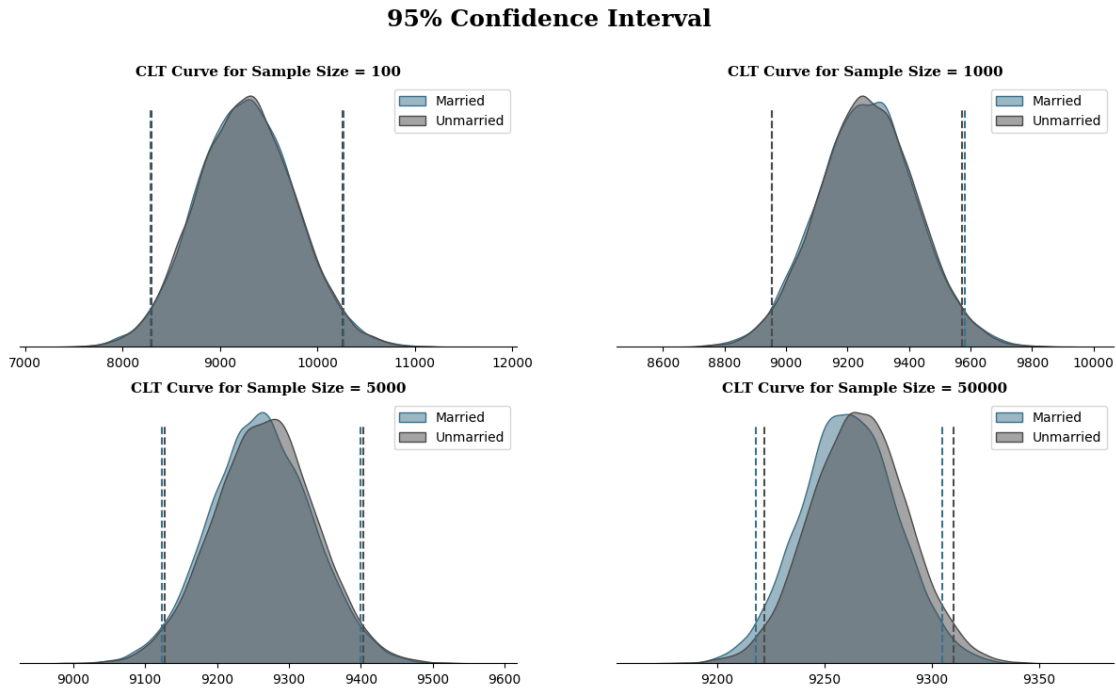 95% Confidence Interval
CLT Curve for Sample Size = 100
Married
Unmarried
7000 8000 9000 10000 11000 12000
CLT Curve for Sample Size = 1000
Married
Unmarried
8600 8800 9000 9200 9400 9600 9800 10000
CLT Curve for Sample Size = 5000
Married
Unmarried
9000 9100 9200 9300 9400 9500 9600
CLT Curve for Sample Size = 50000
Married
Unmarried
9200 9250 9300 9350